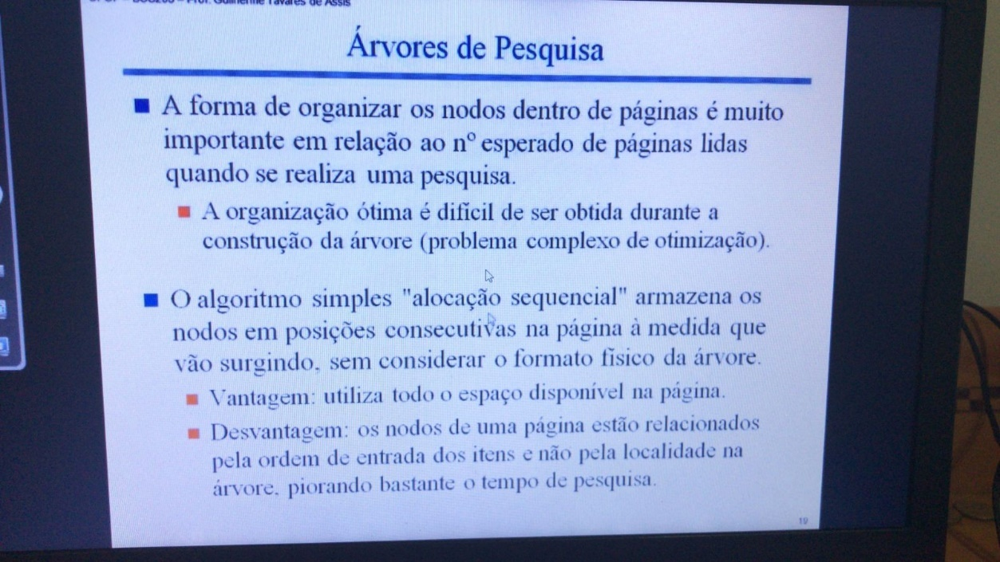 Prof. Guilherme Tavares de Assis
Árvores de Pesquisa
A forma de organizar os nodos dentro de páginas é muito
importante em relação ao nº esperado de páginas lidas
quando se realiza uma pesquisa.
A organização ótima é difícil de ser obtida durante a
construção da árvore (problema complexo de otimização).
O algoritmo simples "alocação sequencial" armazena os
nodos em posições consecutivas na página à medida que
vão surgindo, sem considerar o formato físico da árvore.
Vantagem: utiliza todo o espaço disponível na página.
Desvantagem: os nodos de uma página estão relacionados
pela ordem de entrada dos itens e não pela localidade na
árvore, piorando bastante o tempo de pesquisa.
19